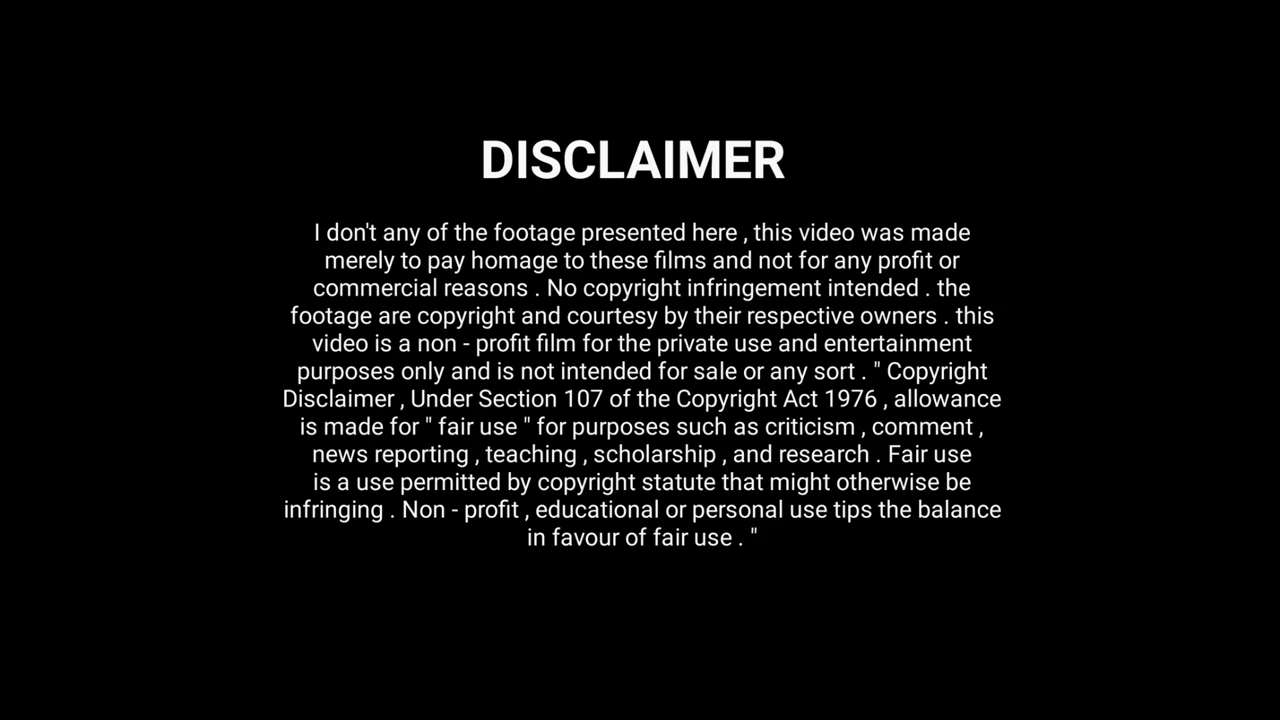 DISCLAIMER
I don't any of the footage presented here , this video was made
merely to pay homage to these films and not for any profit or
commercial reasons . No copyright infringement intended . the
footage are copyright and courtesy by their respective owners . this
video is a non - profit film for the private use and entertainment
purposes only and is not intended for sale or any sort . " Copyright
Disclaimer , Under Section 107 of the Copyright Act 1976 , allowance
is made for " fair use " for purposes such as criticism , comment ,
news reporting , teaching , scholarship , and research . Fair use
is a use permitted by copyright statute that might otherwise be
infringing . Non - profit , educational or personal use tips the balance
in favour of fair use . "